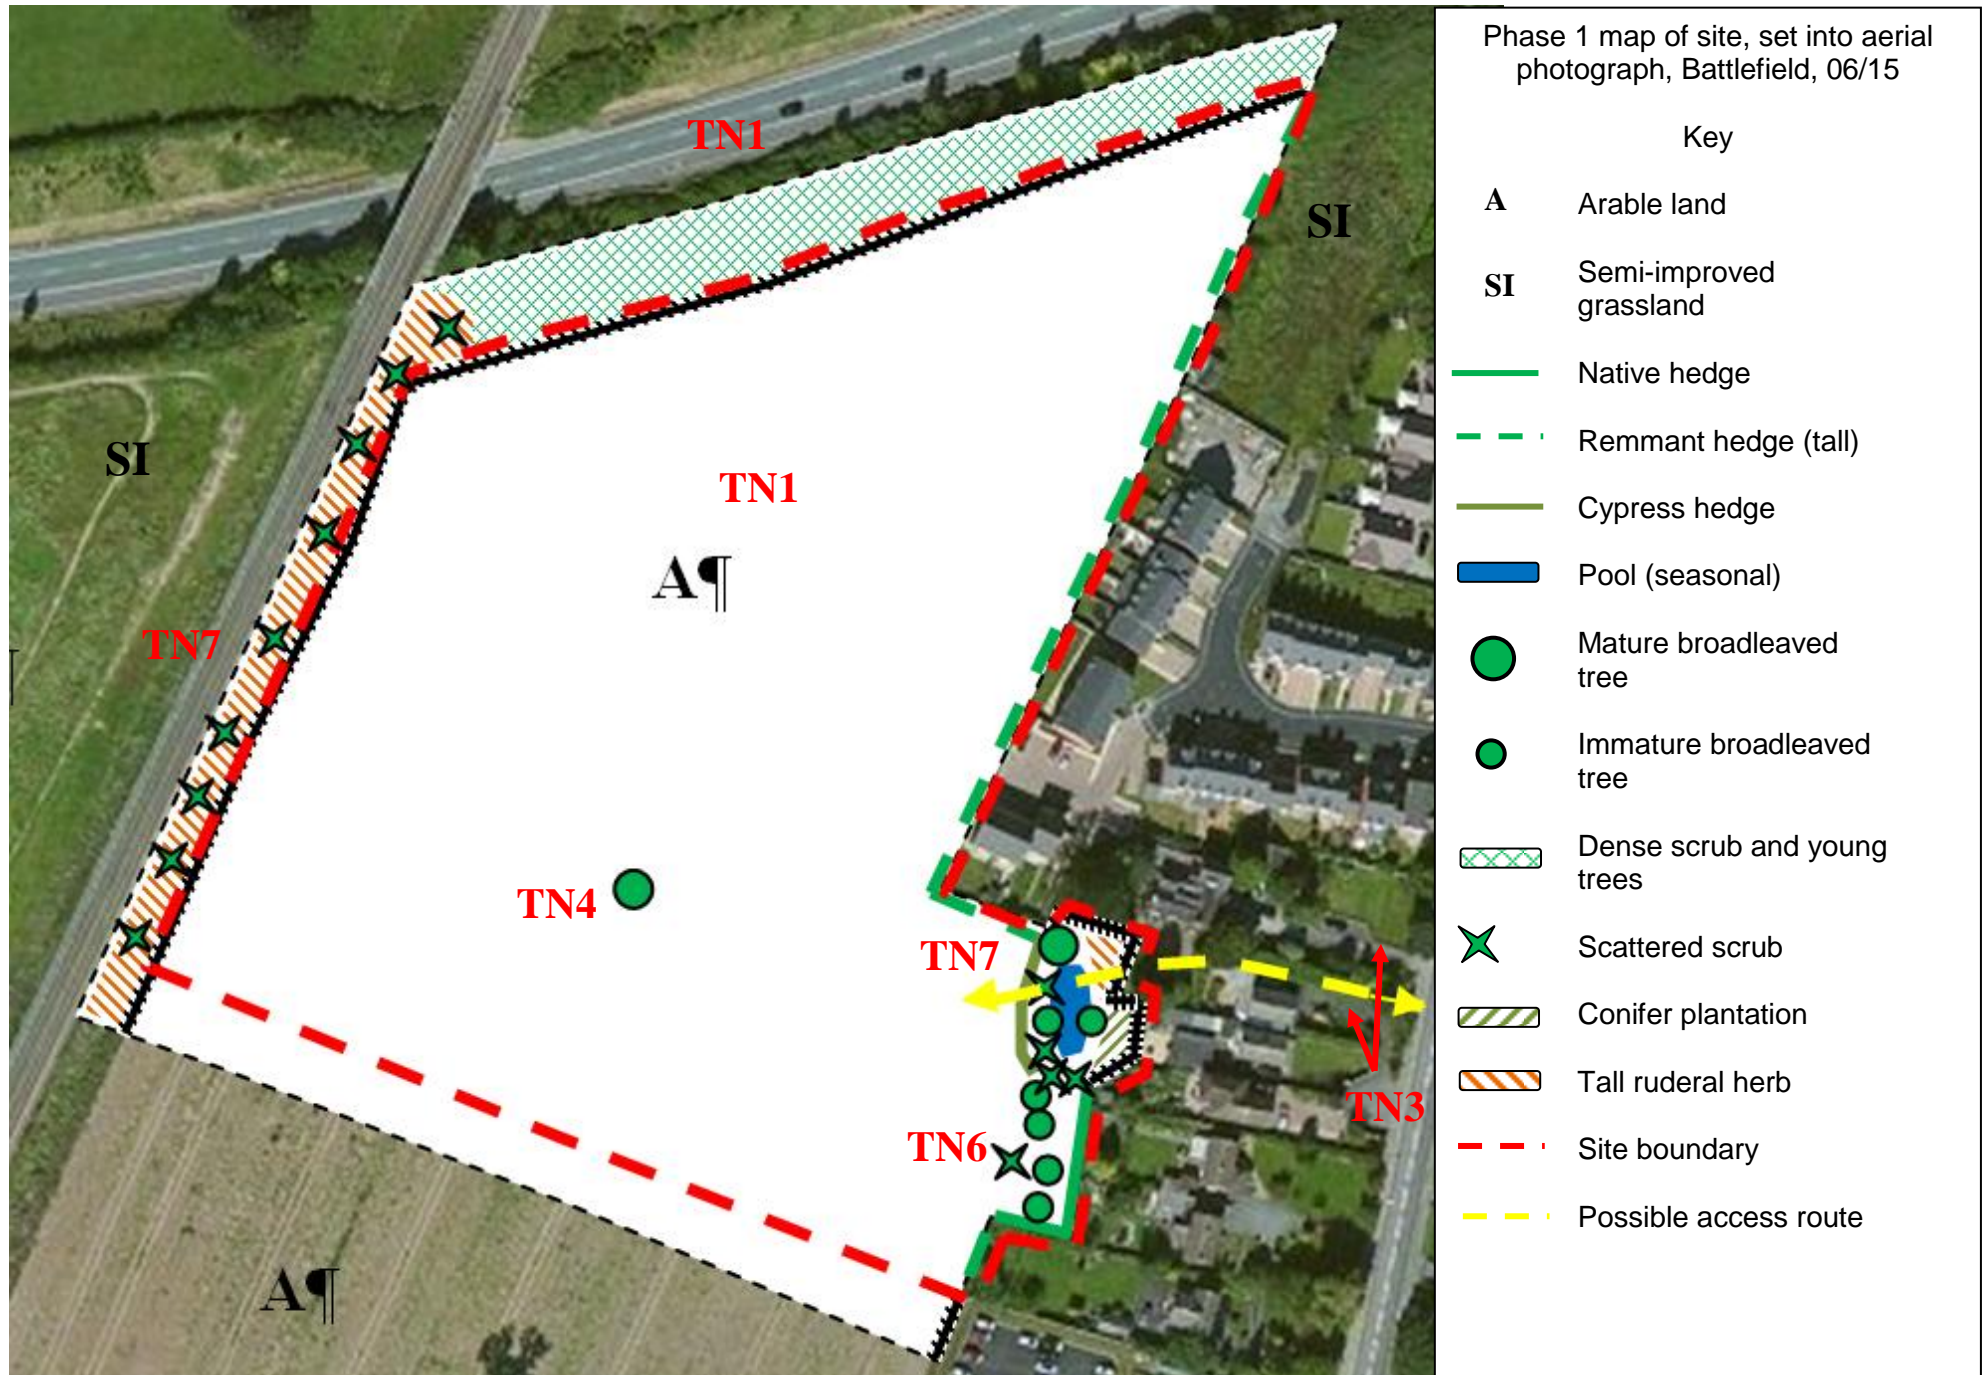 Phase 1 map of site, set into aerial
photograph, Battlefield, 06/15
Key
A Arable land
SI Semi-improved
grassland
Native hedge
Remmant hedge (tall)
Cypress hedge
Pool (seasonal)
Mature broadleaved
tree
Immature broadleaved
tree
Dense scrub and young
trees
Scattered scrub
Conifer plantation
Tall ruderal herb
Site boundary
Possible access route
TN1
SI
SI
TN1
A¶
TN7
TN4
TN7
TN3
TN6
A¶